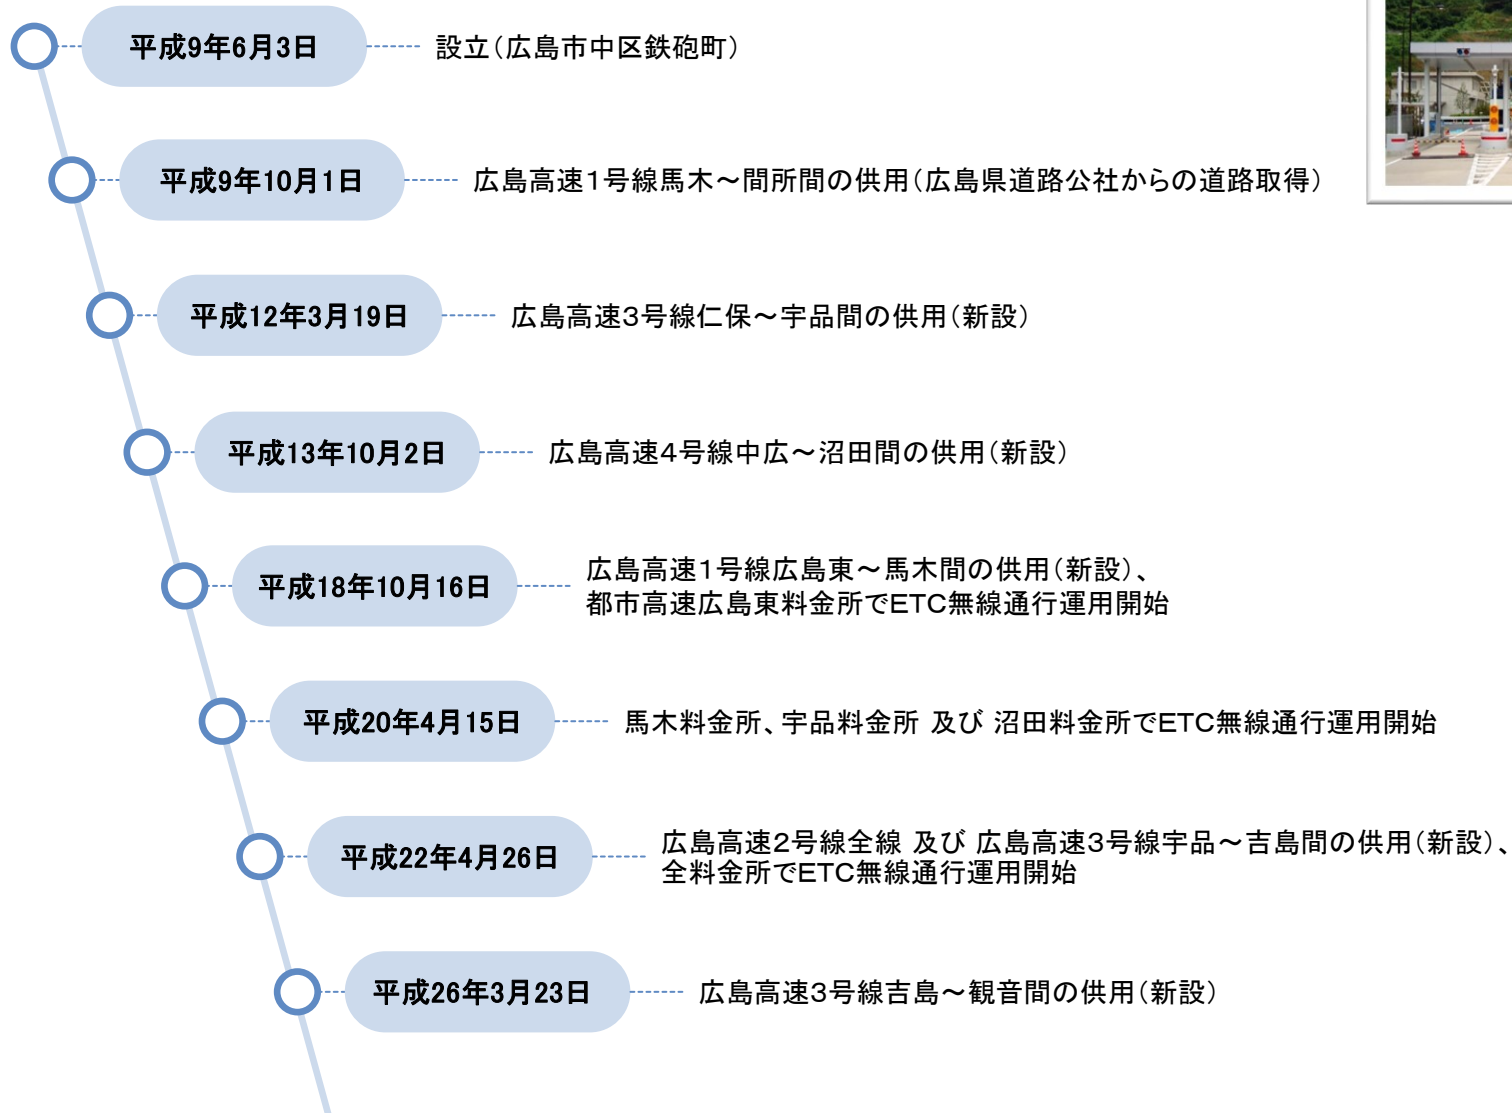 平成9年6月3日
設立(広島市中区鉄砲町)
平成9年10月1日
広島高速1号線馬木～間所間の供用(広島県道路公社からの道路取得)
平成12年3月19日
広島高速3号線仁保～宇品間の供用(新設)
平成13年10月2日
広島高速4号線中広～沼田間の供用(新設)
平成18年10月16日
広島高速1号線広島東～馬木間の供用(新設)、
都市高速広島東料金所でETC無線通行運用開始
平成20年4月15日
馬木料金所、宇品料金所 及び 沼田料金所でETC無線通行運用開始
平成22年4月26日
広島高速2号線全線 及び 広島高速3号線宇品～吉島間の供用(新設)、
全料金所でETC無線通行運用開始
平成26年3月23日
広島高速3号線吉島～観音間の供用(新設)